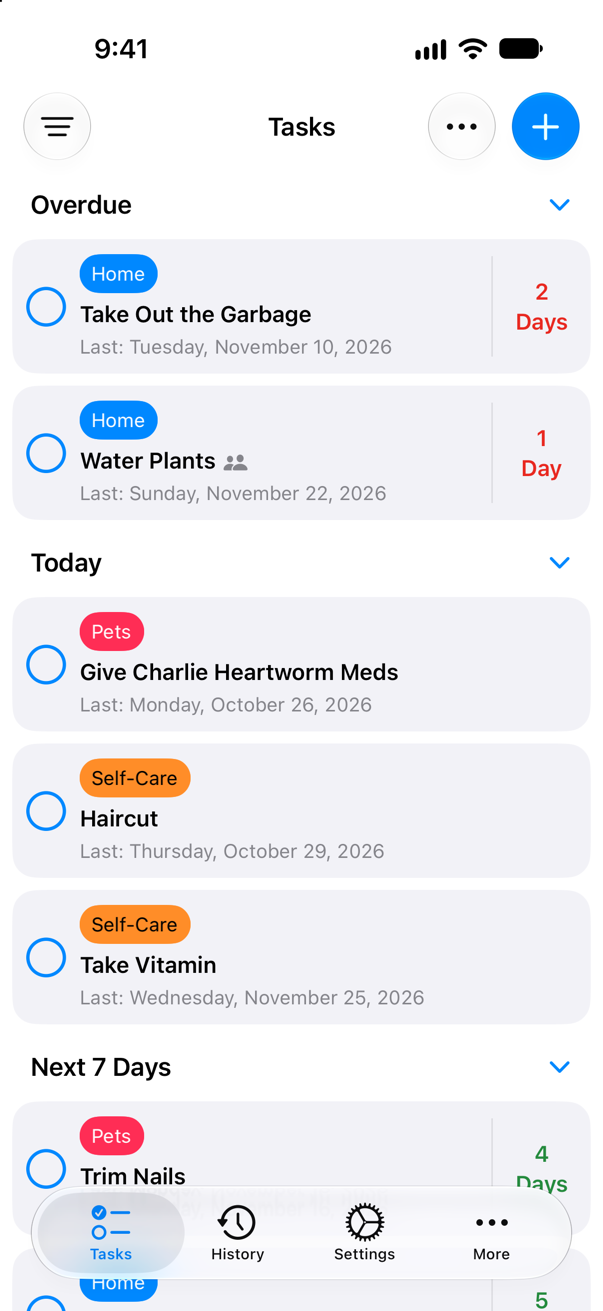 9:41
Tasks
Overdue
Home
Take Out the Garbage
Last: Tuesday, November 10, 2026
2
Days
Home
Water Plants
Last: Sunday, November 22, 2026
1
Day
Today
Pets
Give Charlie Heartworm Meds
Last: Monday, October 26, 2026
Self-Care
Haircut
Last: Thursday, October 29, 2026
Self-Care
Take Vitamin
Last: Wednesday, November 25, 2026
Next 7 Days
Pets
Trim Nails
4
Days
Tasks
History
Settings
More
Home
5